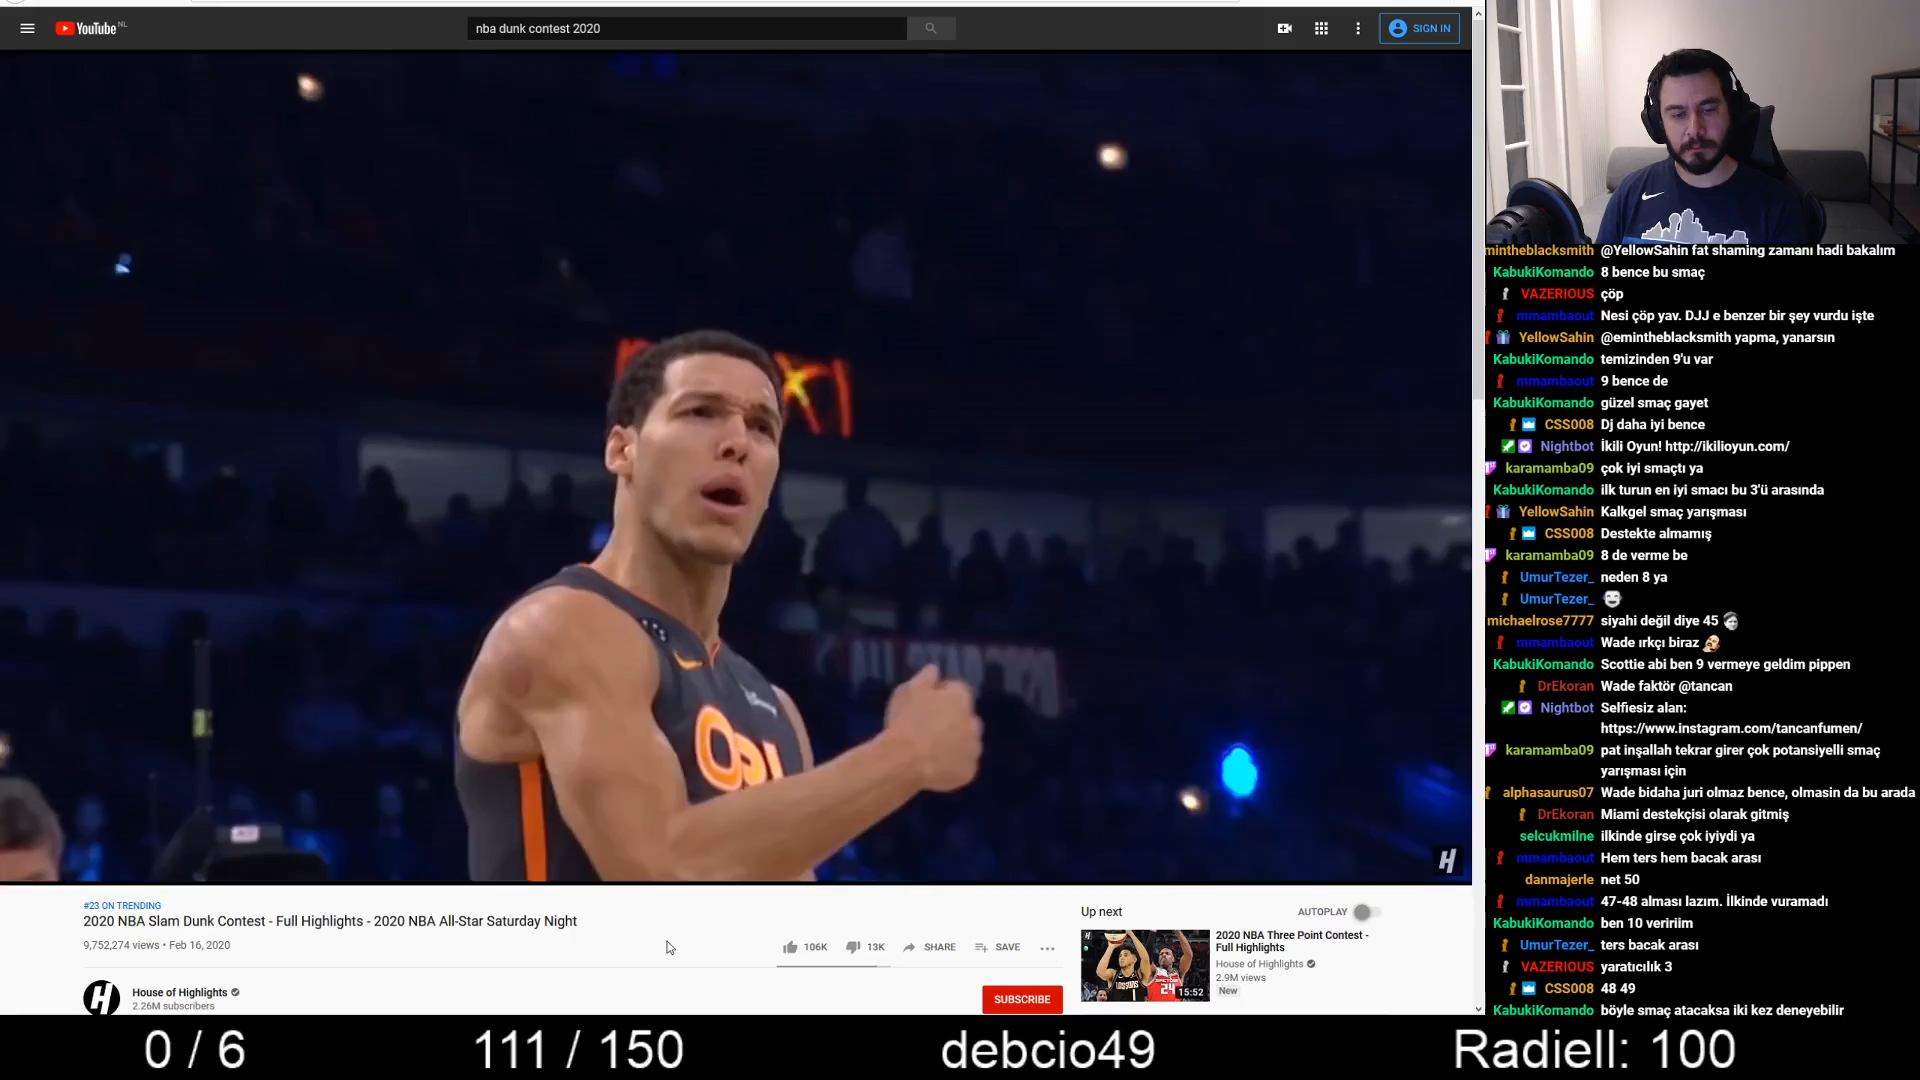 YouTube NL
nba dunk contest 2020
SIGN IN
#23 ON TRENDING
2020 NBA Slam Dunk Contest - Full Highlights - 2020 NBA All-Star Saturday Night
9,752,274 views • Feb 16, 2020
106K
13K
SHARE
SAVE
House of Highlights
2.26M subscribers
SUBSCRIBE
Up next
AUTOPLAY
2020 NBA Three Point Contest -
Full Highlights
House of Highlights
2.9M views
New
15:52
mintheblacksmith @YellowSahin fat shaming zamanı hadi bakalım
KabukiKomando 8 bence bu smaç
VAZERIOUS çöp
mmambaout Nesi çöp yav. DJJ e benzer bir şey vurdu işte
YellowSahin @emintheblacksmith yapma, yanarsın
KabukiKomando temizinden 9'u var
mmambaout 9 bence de
KabukiKomando güzel smaç gayet
CSS008 Dj daha iyi bence
Nightbot İkili Oyun! http://ikilioyun.com/
karamamba09 çok iyi smaçtı ya
KabukiKomando ilk turun en iyi smacı bu 3'ü arasında
YellowSahin Kalkgel smaç yarışması
CSS008 Destekte almamış
karamamba09 8 de verme be
UmurTezer_ neden 8 ya
UmurTezer_
michaelrose7777 siyahi değil diye 45
mmambaout Wade ırkçı biraz
KabukiKomando Scottie abi ben 9 vermeye geldim pippen
DrEkoran Wade faktör @tancan
Nightbot Selfiesiz alan:
https://www.instagram.com/tancanfumen/
karamamba09 pat inşallah tekrar girer çok potansiyelli smaç
yarışması için
alphasaurus07 Wade bidaha juri olmaz bence, olmasin da bu arada
DrEkoran Miami destekçisi olarak gitmiş
selcukmilne ilkinde girse çok iyiydi ya
mmambaout Hem ters hem bacak arası
danmajerle net 50
mmambaout 47-48 alması lazım. İlkinde vuramadı
KabukiKomando ben 10 veririim
UmurTezer_ ters bacak arası
VAZERIOUS yaratıcılık 3
CSS008 48 49
KabukiKomando böyle smaç atacaksa iki kez deneyebilir
0 / 6
111 / 150
debcio49
Radiell: 100